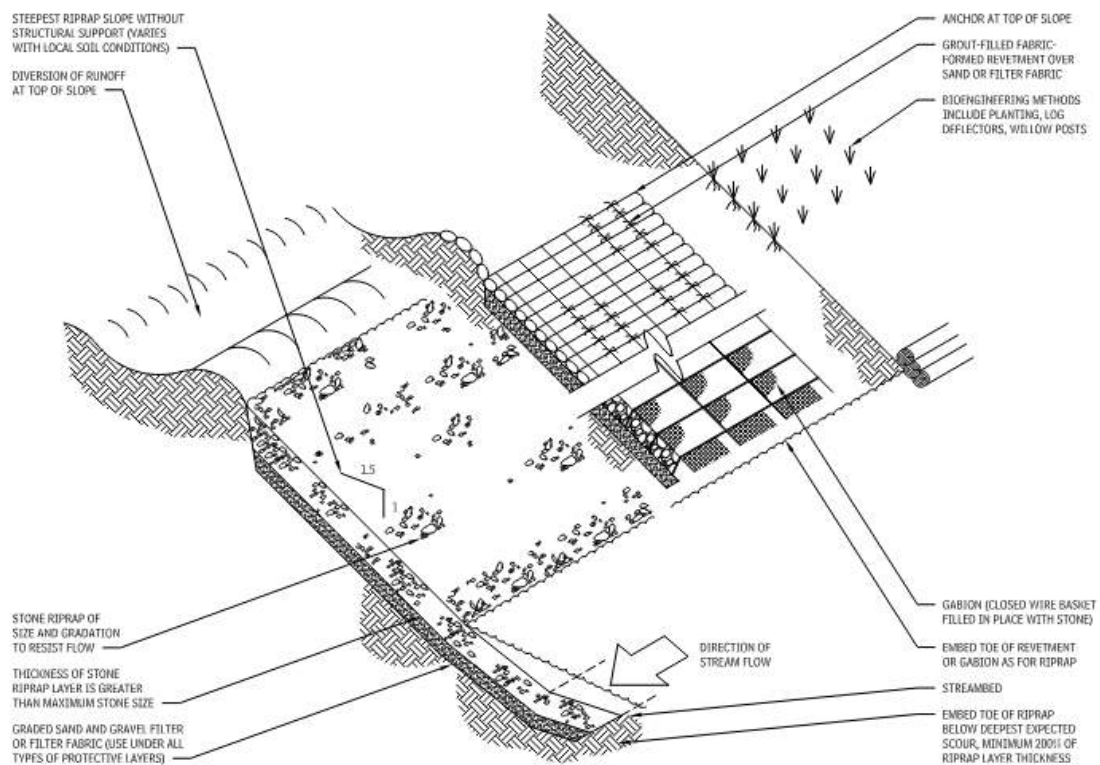 STEEPEST RIPRAP SLOPE WITHOUT
STRUCTURAL SUPPORT (VARIES
WITH LOCAL SOIL CONDITIONS)
DIVERSION OF RUNOFF
AT TOP OF SLOPE
ANCHOR AT TOP OF SLOPE
GROUT-FILLED FABRIC-
FORMED REVETMENT OVER
SAND OR FILTER FABRIC
BIOENGINEERING METHODS
INCLUDE PLANTING, LOG
DEFLECTORS, WILLOW POSTS
15
1
STONE RIPRAP OF
SIZE AND GRADATION
TO RESIST FLOW
THICKNESS OF STONE
RIPRAP LAYER IS GREATER
THAN MAXIMUM STONE SIZE
GRADED SAND AND GRAVEL FILTER
OR FILTER FABRIC (USE UNDER ALL
TYPES OF PROTECTIVE LAYERS)
DIRECTION OF
STREAM FLOW
GABION (CLOSED WIRE BASKET
FILLED IN PLACE WITH STONE)
EMBED TOE OF REVETMENT
OR GABION AS FOR RIPRAP
STREAMBED
EMBED TOE OF RIPRAP
BELOW DEEPEST EXPECTED
SCOUR, MINIMUM 200% OF
RIPRAP LAYER THICKNESS